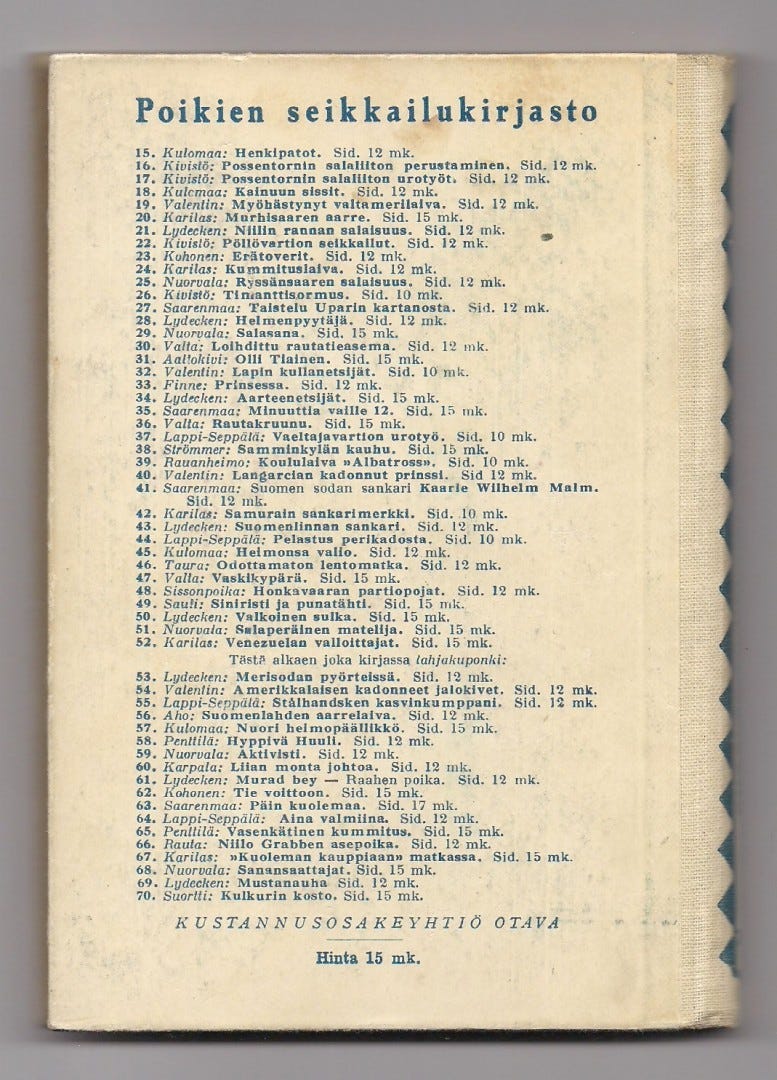 Poikien seikkailukirjasto
15. Kulomaa: Henkipatot. Sid. 12 mk.
16. Kivistö: Possentornin salaliiton perustaminen. Sid. 12 mk.
17. Kivistö: Possentornin salaliiton urotyöt. Sid. 12 mk.
18. Kulomaa: Kainuun sissit. Sid. 12 mk.
19. Valentin: Myöhästynyt valtamerilaiva. Sid. 12 mk.
20. Karilas: Murhisaaren aarre. Sid. 15 mk.
21. Lydecken: Niilin rannan salaisuus. Sid. 12 mk.
22. Kivistö: Pöllövartion seikkailut. Sid. 12 mk.
23. Kohonen: Erätoverit. Sid. 12 mk.
24. Karilas: Kummituslaiva. Sid. 12 mk.
25. Nuorvala: Ryssänsaaren salaisuus. Sid. 12 mk.
26. Kivistö: Timanttisormus. Sid. 10 mk.
27. Saarenmaa: Taistelu Uparin kartanosta. Sid. 12 mk.
28. Lydecken: Helmenpyytäjä. Sid. 12 mk.
29. Nuorvala: Salasana. Sid. 15 mk.
30. Valta: Loihdittu rautatieasema. Sid. 12 mk.
31. Aaltokivi: Olli Tiainen. Sid. 15 mk.
32. Valentin: Lapin kullanetsijät. Sid. 10 mk.
33. Finne: Prinsessa. Sid. 12 mk.
34. Lydecken: Aarteenetsijät. Sid. 15 mk.
35. Saarenmaa: Minuuttia vaille 12. Sid. 15 mk.
36. Valta: Rautakruunu. Sid. 15 mk.
37. Lappi-Seppälä: Vaeltajavartion urotyö. Sid. 10 mk.
38. Strömmer: Samminkylän kauhu. Sid. 15 mk.
39. Rauanheimo: Koululaiva »Albatross». Sid. 10 mk.
40. Valentin: Langarcian kadonnut prinssi. Sid 12 mk.
41. Saarenmaa: Suomen sodan sankari Kaarle Wilhelm Malm.
Sid. 12 mk.
42. Karilas: Samurain sankarimerkki. Sid. 10 mk.
43. Lydecken: Suomenlinnan sankari. Sid. 12 mk.
44. Lappi-Seppälä: Pelastus perikadosta. Sid. 10 mk.
45. Kulomaa: Heimonsa vallo. Sid. 12 mk.
46. Taura: Odottamaton lentomatka. Sid. 12 mk.
47. Valta: Vaskikypärä. Sid. 15 mk.
48. Sissonpoika: Honkavaaran partiopojat. Sid. 12 mk.
49. Sauli: Siniristi ja punatähti. Sid. 15 mk.
50. Lydecken: Valkoinen sulka. Sid. 15 mk.
51. Nuorvala: Salaperäinen matelija. Sid. 15 mk.
52. Karilas: Venezuelan valloittajat. Sid. 15 mk.
Tästä alkaen joka kirjassa lahjakuponki:
53. Lydecken: Merisodan pyörteissä. Sid. 12 mk.
54. Valentin: Amerikkalaisen kadonneet jalokivet. Sid. 12 mk.
55. Lappi-Seppälä: Stålhandsken kasvinkumppani. Sid. 12 mk.
56. Aho: Suomenlahden aarrelaiva. Sid. 12 mk.
57. Kulomaa: Nuori heimopäällikkö. Sid. 15 mk.
58. Penttilä: Hyppivä Huuli. Sid. 12 mk.
59. Nuorvala: Aktivisti. Sid. 12 mk.
60. Karpala: Liian monta johtoa. Sid. 12 mk.
61. Lydecken: Murad bey — Raahen poika. Sid. 12 mk.
62. Kohonen: Tie voittoon. Sid. 15 mk.
63. Saarenmaa: Päin kuolemaa. Sid. 17 mk.
64. Lappi-Seppälä: Aina valmiina. Sid. 12 mk.
65. Penttilä: Vasenkätinen kummitus. Sid. 15 mk.
66. Rauta: Niilo Grabben asepoika. Sid. 12 mk.
67. Karilas: »Kuoleman kauppiaan» matkassa. Sid. 15 mk.
68. Nuorvala: Sanansaattajat. Sid. 15 mk.
69. Lydecken: Mustanauha Sid. 12 mk.
70. Suortti: Kulkurin kosto. Sid. 15 mk.
KUSTANNUSOSAKEYHTIÖ OTAVA
Hinta 15 mk.